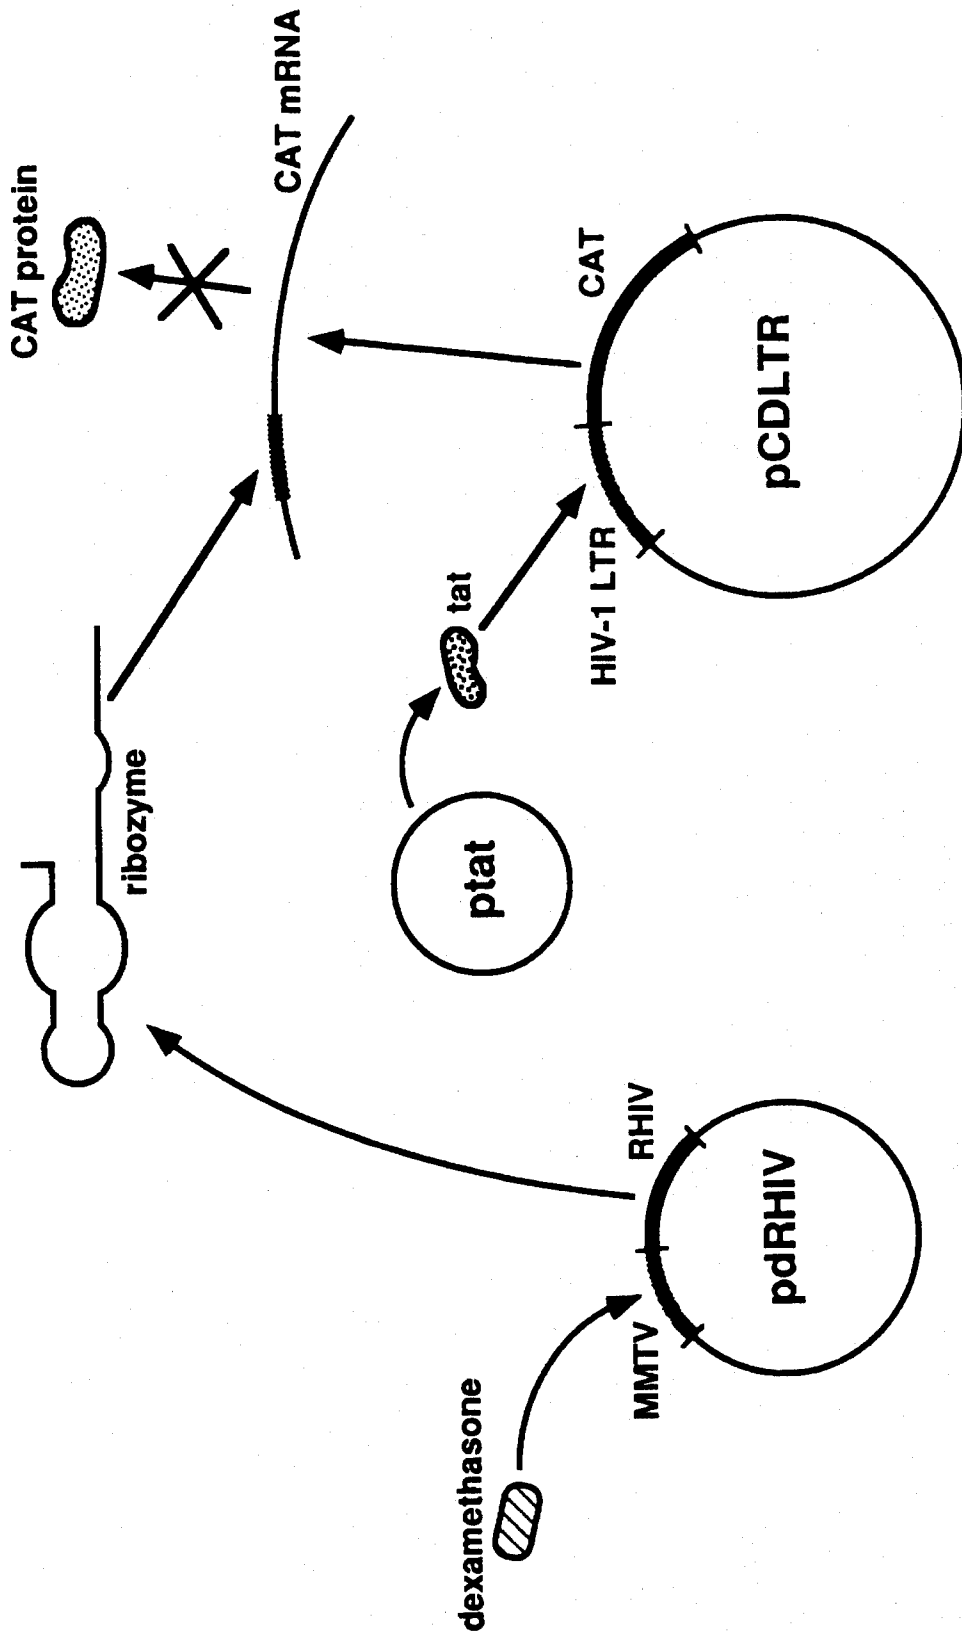 CAT protein
CAT mRNA
ribozyme
tat
ptat
HIV-1 LTR
CAT
pCDLTR
dexamethasone
MMTV
RHIV
pdRHIV